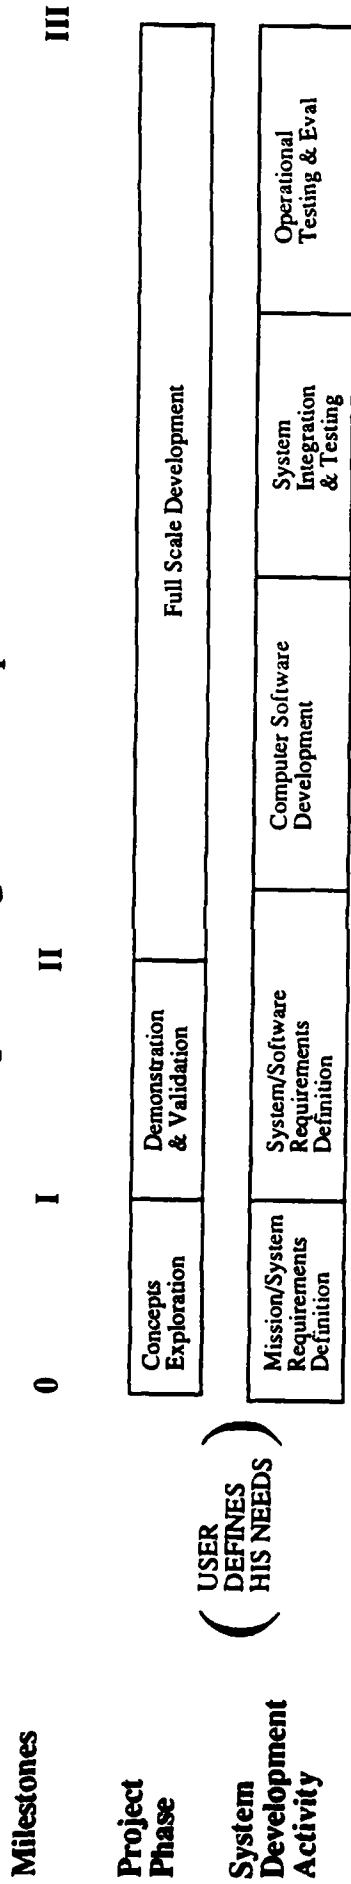 Milestones
0 I II III
Project
Phase
Concepts
Exploration
Demonstration
& Validation
Full Scale Development
(USER
DEFINES
HIS NEEDS)
System
Development
Activity
Mission/System
Requirements
Definition
System/Software
Requirements
Definition
Computer Software
Development
System
Integration
& Testing
Operational
Testing & Eval